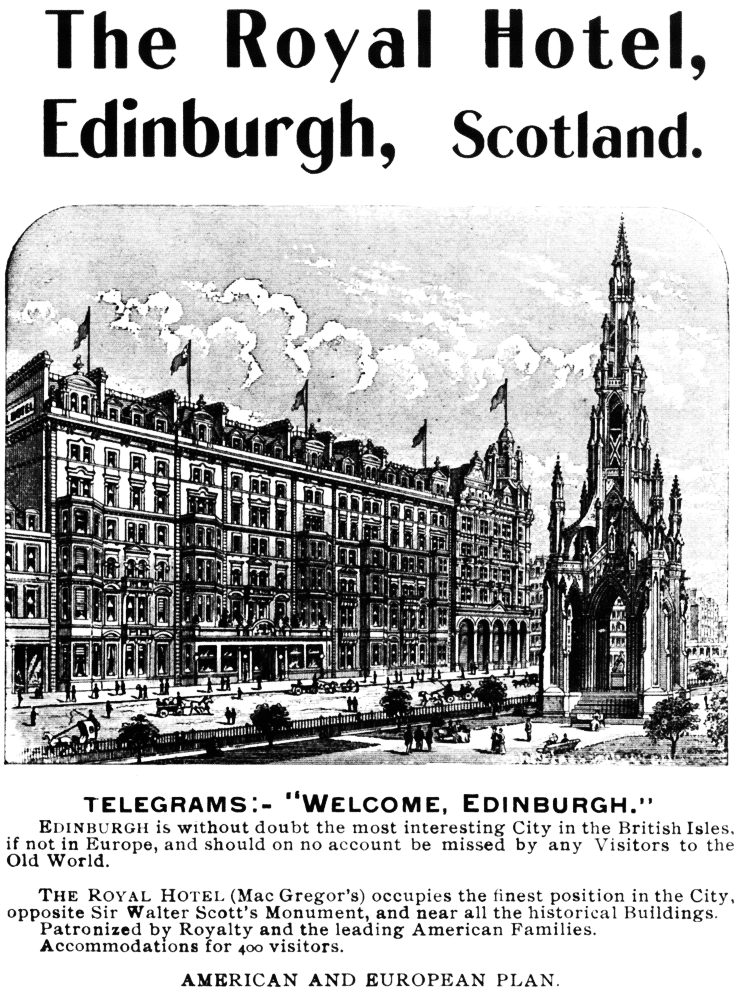 The Royal Hotel,
Edinburgh, Scotland.
HOTEL
TELEGRAMS:- "WELCOME, EDINBURGH."
EDINBURGH is without doubt the most interesting City in the British Isles,
if not in Europe, and should on no account be missed by any Visitors to the
Old World.
THE ROYAL HOTEL (Mac Gregor's) occupies the finest position in the City,
opposite Sir Walter Scott's Monument, and near all the historical Buildings.
Patronized by Royalty and the leading American Families.
Accommodations for 400 visitors.
AMERICAN AND EUROPEAN PLAN.